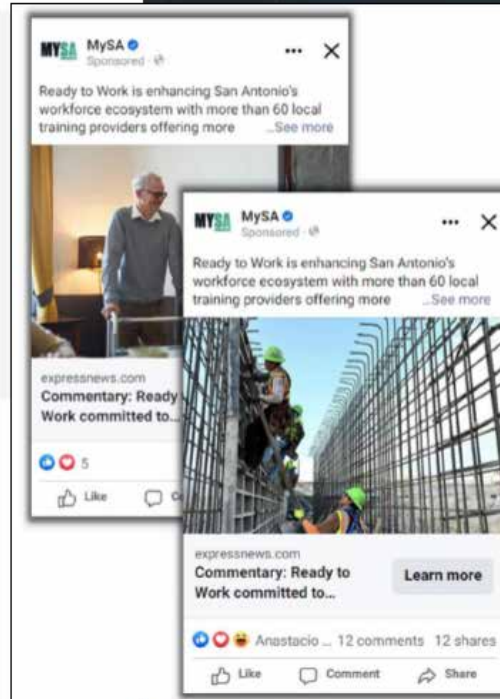 MYSA MySA
Sponsored
Ready to Work is enhancing San Antonio's
workforce ecosystem with more than 60 local
training providers offering more ...See more
expressnews.com
Commentary: Ready
Work committed to...
5
Like
MYSA MySA
Sponsored
Ready to Work is enhancing San Antonio's
workforce ecosystem with more than 60 local
training providers offering more ...See more
expressnews.com
Commentary: Ready to
Work committed to...
Learn more
Anastacio ... 12 comments 12 shares
Like Comment Share